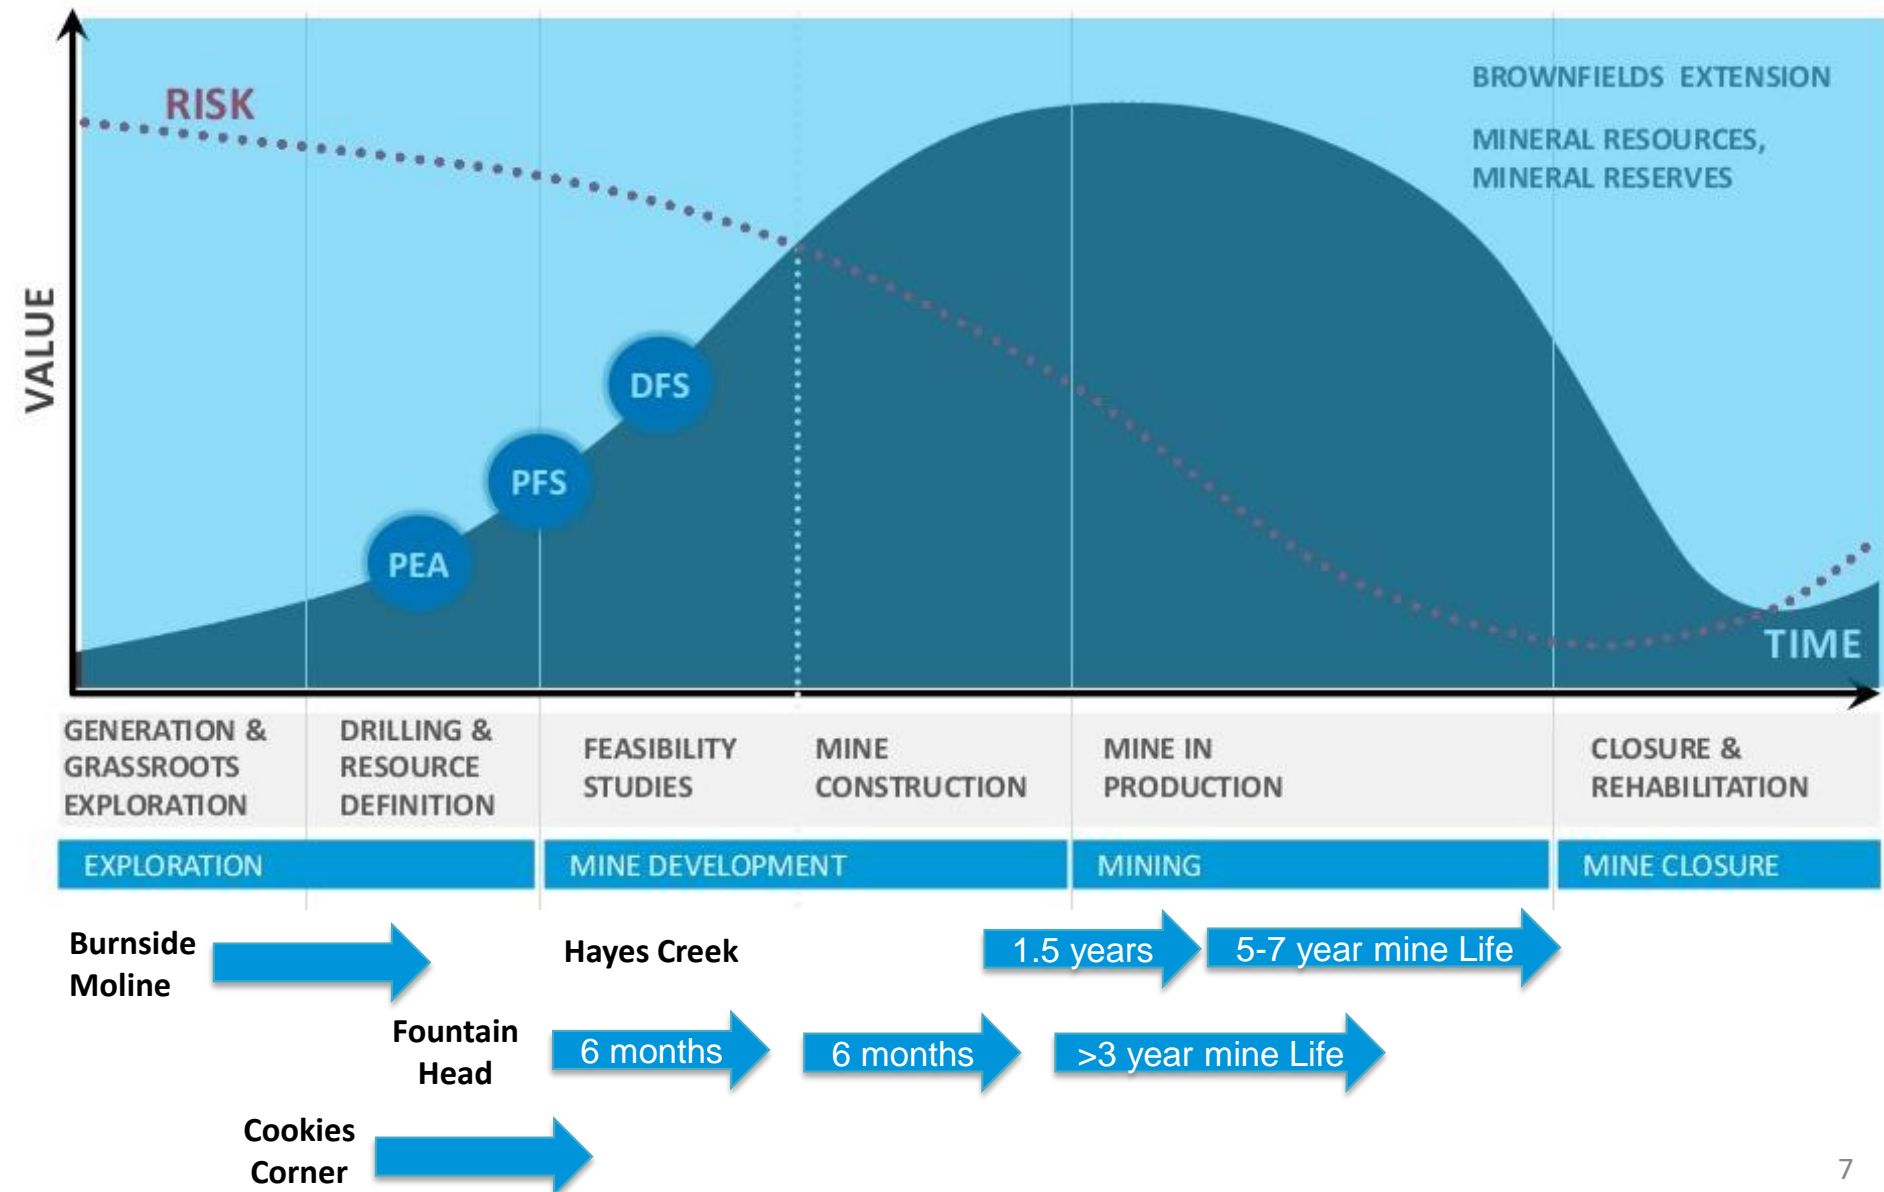 RISK
BROWNFIELDS EXTENSION
MINERAL RESOURCES,
MINERAL RESERVES
VALUE
DFS
PFS
PEA
TIME
GENERATION &
GRASSROOTS
EXPLORATION
DRILLING &
RESOURCE
DEFINITION
FEASIBILITY
STUDIES
MINE
CONSTRUCTION
MINE IN
PRODUCTION
CLOSURE &
REHABILITATION
EXPLORATION
MINE DEVELOPMENT
MINING
MINE CLOSURE
Burnside
Moline
Hayes Creek
1.5 years
5-7 year mine Life
Fountain
Head
6 months
6 months
>3 year mine Life
Cookies
Corner
7